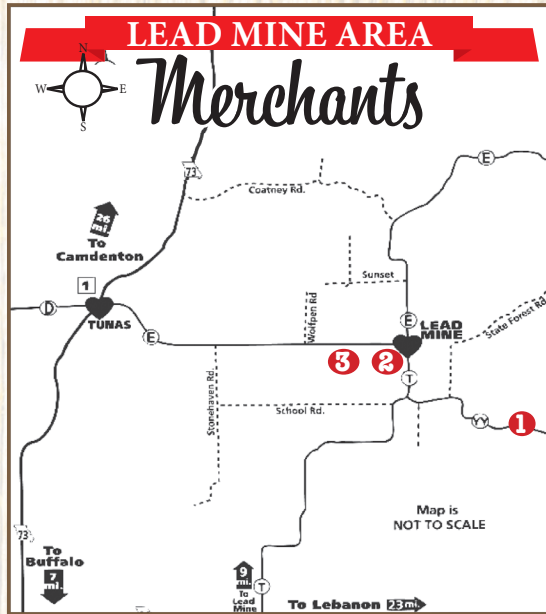 LEAD MINE AREA
Merchants
N
W E
S
73
E
Coatney Rd.
26
mi.
To
Camdenton
Sunset
1
D
TUNAS
E
Wolfpen Rd
E
LEAD
MINE
State Forest Rd
3
2
T
Stonehaven Rd.
School Rd.
YY
1
Map is
NOT TO SCALE
73
To
Buffalo
7
mi.
9
mi.
To
Lead
Mine
T
To Lebanon 23mi.